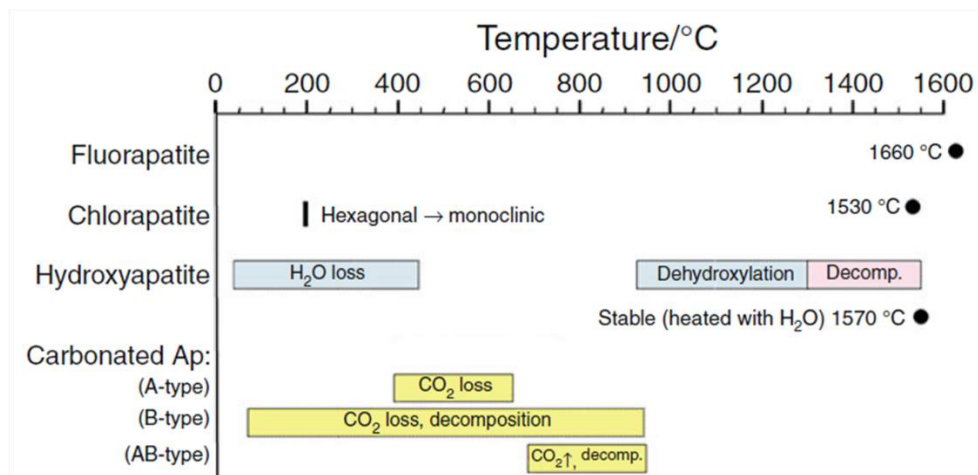 Temperature/°C
0 200 400 600 800 1000 1200 1400 1600
Fluorapatite 1660 °C
Chlorapatite Hexagonal → monoclinic 1530 °C
Hydroxyapatite H₂O loss Dehydroxylation Decomp.
Stable (heated with H₂O) 1570 °C
Carbonated Ap:
(A-type) CO₂ loss
(B-type) CO₂ loss, decomposition
(AB-type) CO₂↑, decomp.